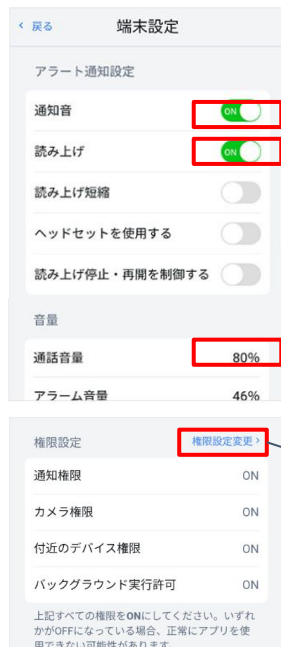 戻る 端末設定
アラート通知設定
通知音 ON
読み上げ ON
読み上げ短縮
ヘッドセットを使用する
読み上げ停止・再開を制御する
音量
通話音量 80%
アラーム音量 46%
権限設定 権限設定変更
通知権限 ON
カメラ権限 ON
付近のデバイス権限 ON
バックグラウンド実行許可 ON
上記すべての権限をONにしてください。いずれ
かがOFFになっている場合、正常にアプリを使
用できない可能性があります。